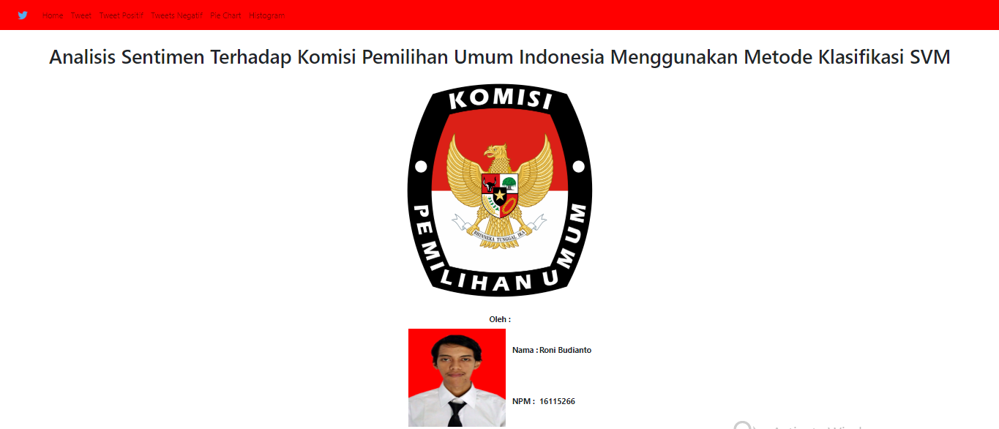 Home Tweet Tweet Positif Tweets Negatif Pie Chart Histogram
Analisis Sentimen Terhadap Komisi Pemilihan Umum Indonesia Menggunakan Metode Klasifikasi SVM
KOMISI
PEMILIHAN UMUM
BHINNEKA TUNGGAL IKA
Oleh :
Nama : Roni Budianto
NPM : 16115266